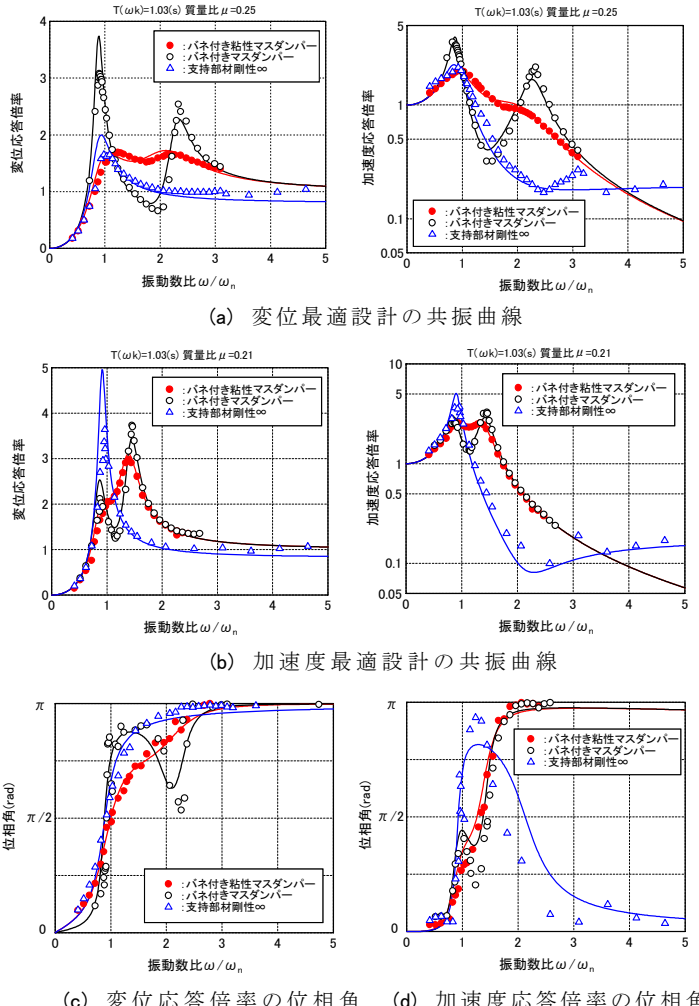 T(ωk)=1.03(s) 質量比μ=0.25
変位応答倍率
4
3
2
1
0
:バネ付き粘性マスダンパー
:バネ付きマスダンパー
:支持部材剛性∞
0 1 2 3 4 5
振動数比ω/ωn
T(ωk)=1.03(s) 質量比μ=0.25
加速度応答倍率
5
1
0.5
0.1
0.05
:バネ付き粘性マスダンパー
:バネ付きマスダンパー
:支持部材剛性∞
0 1 2 3 4 5
振動数比ω/ωn
(a) 変位最適設計の共振曲線
T(ωk)=1.03(s) 質量比μ=0.21
変位応答倍率
5
4
3
2
1
0
:バネ付き粘性マスダンパー
:バネ付きマスダンパー
:支持部材剛性∞
0 1 2 3 4 5
振動数比ω/ωn
T(ωk)=1.03(s) 質量比μ=0.21
加速度応答倍率
10
5
1
0.5
0.1
0.05
:バネ付き粘性マスダンパー
:バネ付きマスダンパー
:支持部材剛性∞
0 1 2 3 4 5
振動数比ω/ωn
(b) 加速度最適設計の共振曲線
位相角(rad)
π
π/2
0
:バネ付き粘性マスダンパー
:バネ付きマスダンパー
:支持部材剛性∞
0 1 2 3 4 5
振動数比ω/ωn
位相角(rad)
π
π/2
0
:バネ付き粘性マスダンパー
:バネ付きマスダンパー
:支持部材剛性∞
0 1 2 3 4 5
振動数比ω/ωn
(c) 変位応答倍率の位相角
(d) 加速度応答倍率の位相角